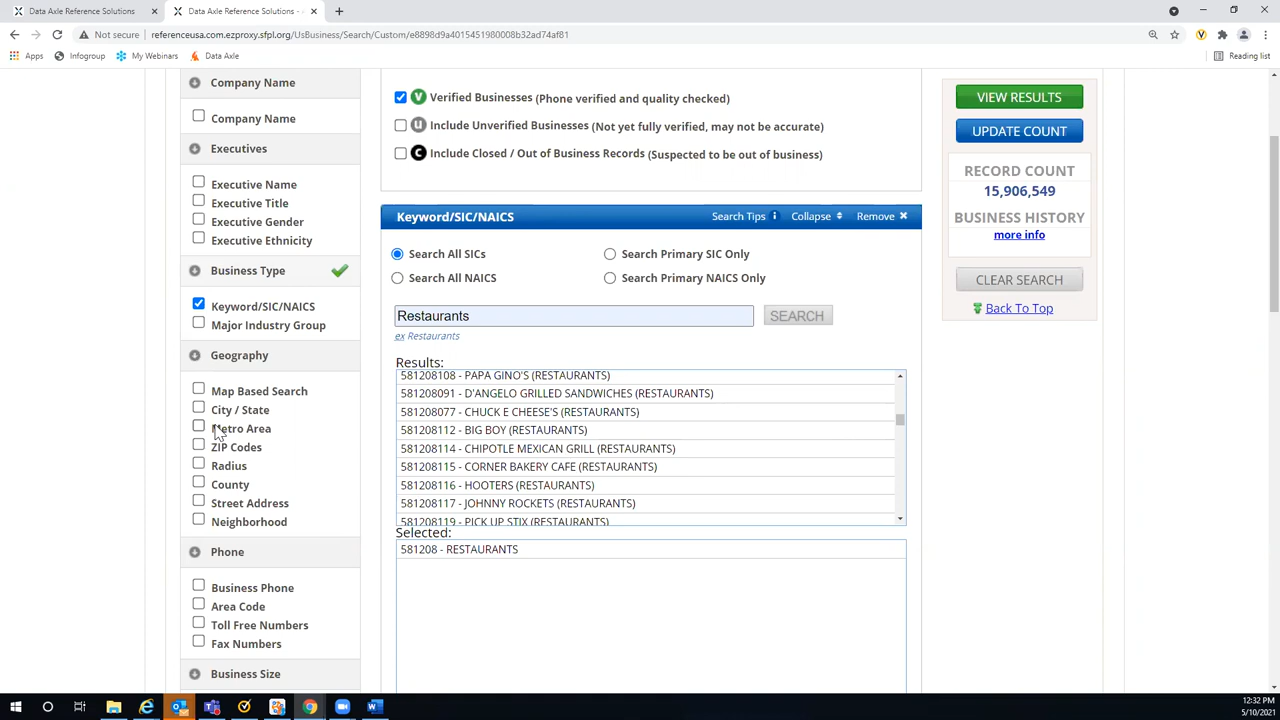 Data Axle Reference Solutions
Data Axle Reference Solutions -
Not secure
referenceusa.com.ezproxy.sfpl.org/UsBusiness/Search/Custom/e8898d9a4015451980008b32ad74af81
Apps
Infogroup
My Webinars
Data Axle
Reading list
Company Name
Company Name
Executives
Executive Name
Executive Title
Executive Gender
Executive Ethnicity
Business Type
Keyword/SIC/NAICS
Major Industry Group
Geography
Map Based Search
City / State
Metro Area
ZIP Codes
Radius
County
Street Address
Neighborhood
Phone
Business Phone
Area Code
Toll Free Numbers
Fax Numbers
Business Size
V Verified Businesses (Phone verified and quality checked)
u Include Unverified Businesses (Not yet fully verified, may not be accurate)
C Include Closed / Out of Business Records (Suspected to be out of business)
Keyword/SIC/NAICS Search Tips i Collapse Remove
Search All SICs Search Primary SIC Only
Search All NAICS Search Primary NAICS Only
Restaurants SEARCH
ex Restaurants
Results:
581208108 - PAPA GINO'S (RESTAURANTS)
581208091 - D'ANGELO GRILLED SANDWICHES (RESTAURANTS)
581208077 - CHUCK E CHEESE'S (RESTAURANTS)
581208112 - BIG BOY (RESTAURANTS)
581208114 - CHIPOTLE MEXICAN GRILL (RESTAURANTS)
581208115 - CORNER BAKERY CAFE (RESTAURANTS)
581208116 - HOOTERS (RESTAURANTS)
581208117 - JOHNNY ROCKETS (RESTAURANTS)
581208119 - PICK UP STIX (RESTAURANTS)
Selected:
581208 - RESTAURANTS
VIEW RESULTS
UPDATE COUNT
RECORD COUNT
15,906,549
BUSINESS HISTORY
more info
CLEAR SEARCH
Back To Top
12:32 PM
5/10/2021